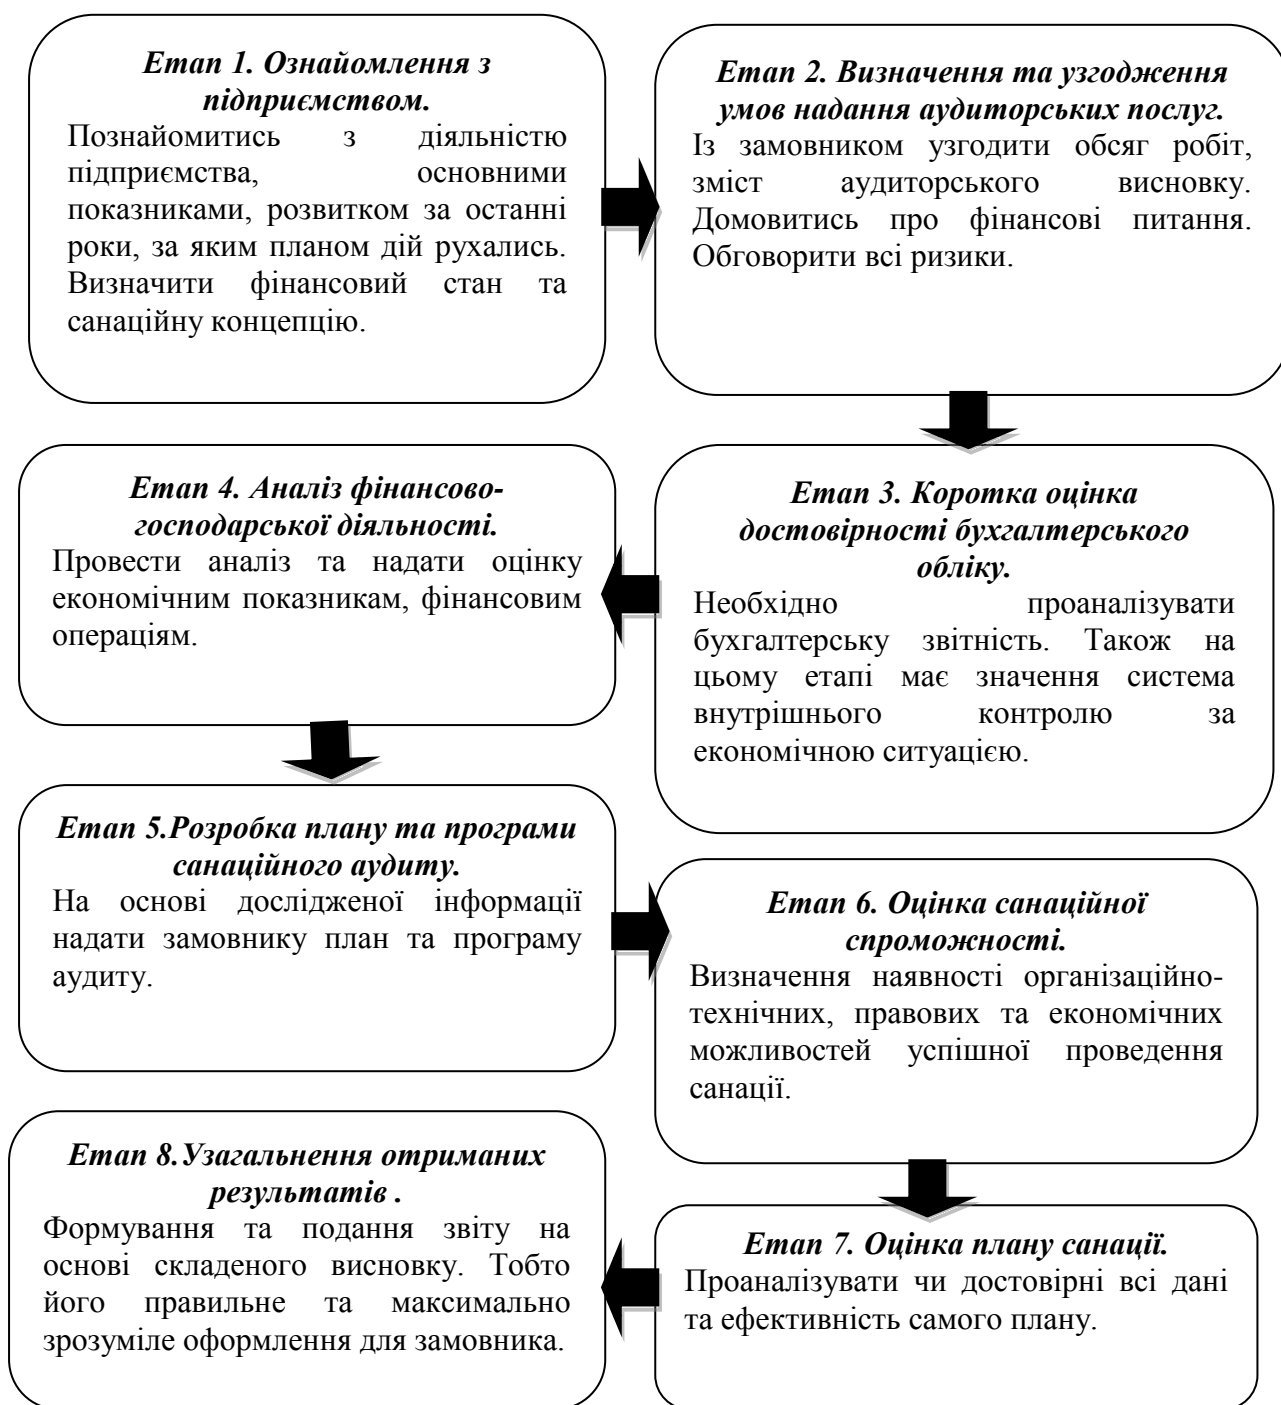 Етап 1. Ознайомлення з
підприємством.
Познайомитись з діяльністю
підприємства, основними
показниками, розвитком за останні
роки, за яким планом дій рухались.
Визначити фінансовий стан та
санаційну концепцію.
Етап 2. Визначення та узгодження
умов надання аудиторських послуг.
Із замовником узгодити обсяг робіт,
зміст аудиторського висновку.
Домовитись про фінансові питання.
Обговорити всі ризики.
Етап 3. Коротка оцінка
достовірності бухгалтерського
обліку.
Необхідно проаналізувати
бухгалтерську звітність. Також на
цьому етапі має значення система
внутрішнього контролю за
економічною ситуацією.
Етап 4. Аналіз фінансово-
господарської діяльності.
Провести аналіз та надати оцінку
економічним показникам, фінансовим
операціям.
Етап 5.Розробка плану та програми
санаційного аудиту.
На основі дослідженої інформації
надати замовнику план та програму
аудиту.
Етап 6. Оцінка санаційної
спроможності.
Визначення наявності організаційно-
технічних, правових та економічних
можливостей успішної проведення
санації.
Етап 7. Оцінка плану санації.
Проаналізувати чи достовірні всі дані
та ефективність самого плану.
Етап 8.Узагальнення отриманих
результатів .
Формування та подання звіту на
основі складеного висновку. Тобто
його правильне та максимально
зрозуміле оформлення для замовника.